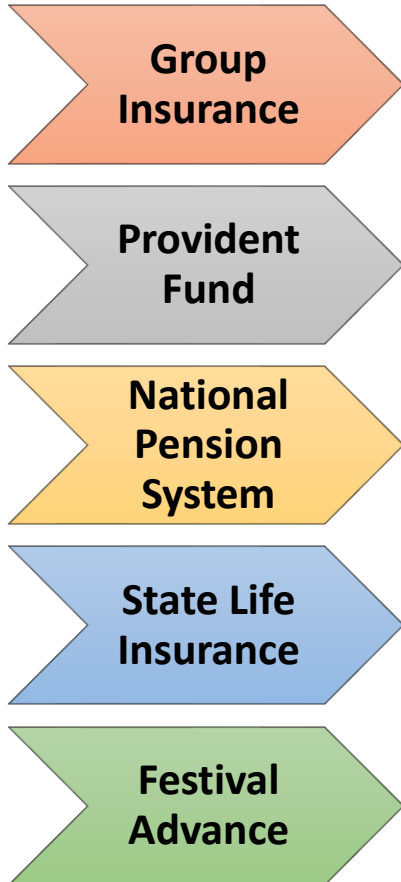 Group
Insurance
Provident
Fund
National
Pension
System
State Life
Insurance
Festival
Advance